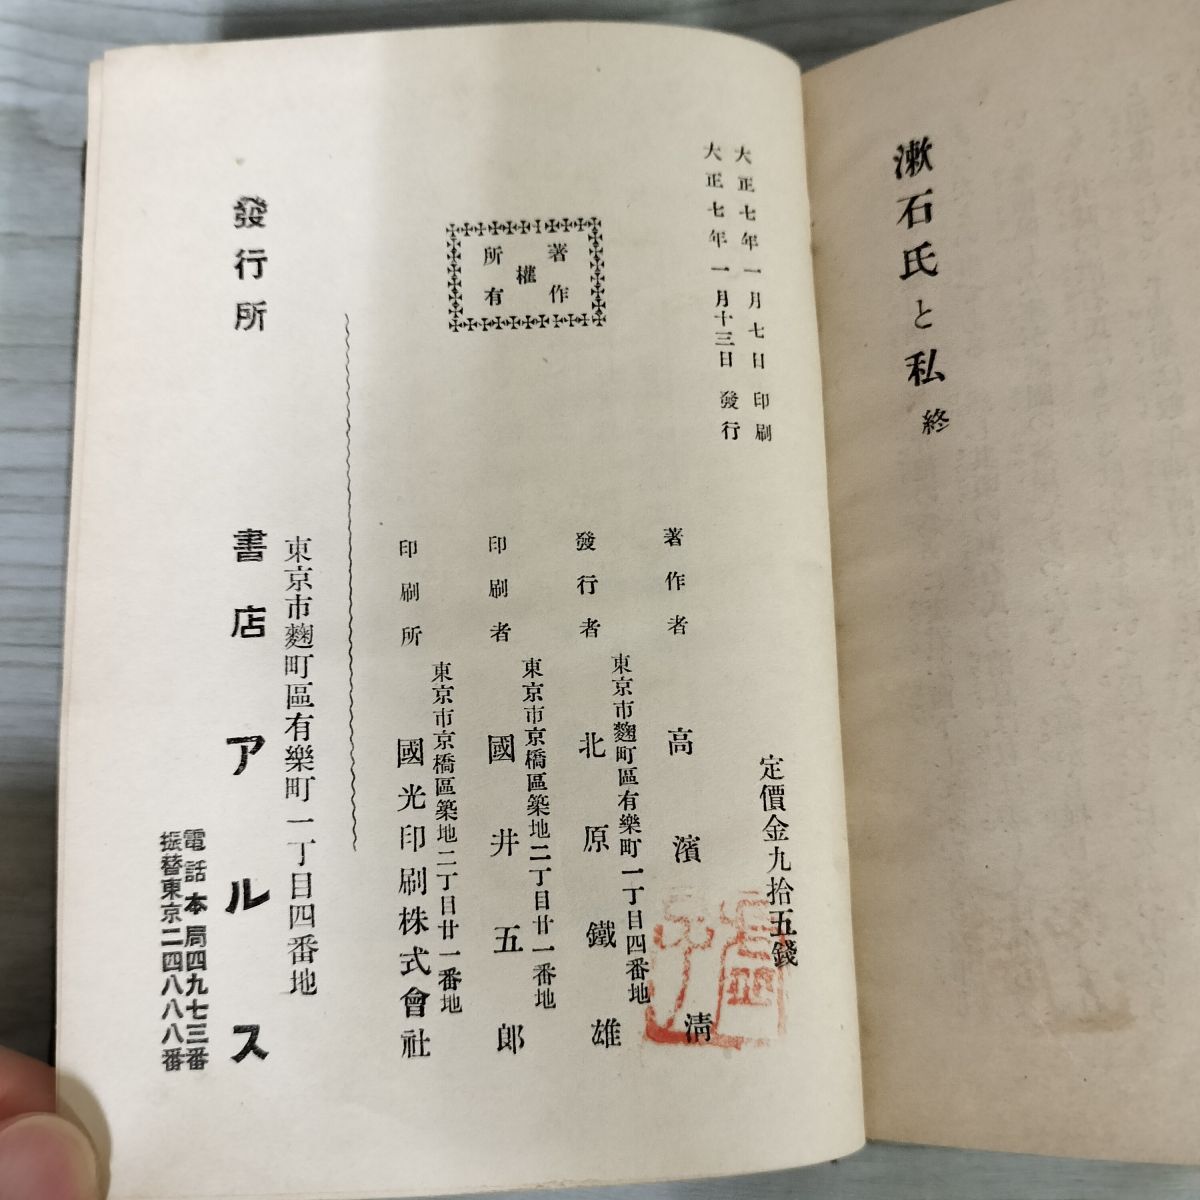 漱石氏と私 終
大正七年一月七日印刷
大正七年一月十三日發行
定價金九拾五錢
著作權所有
著作者 高濱清
東京市麴町區有樂町一丁目四番地
發行者 北原鐵雄
東京市京橋區築地二丁目廿一番地
印刷者 國井五郎
東京市京橋區築地二丁目廿一番地
印刷所 國光印刷株式會社
東京市麴町區有樂町一丁目四番地
發行所 書店アルス
電話本局四九七三番
振替東京二四八八八番